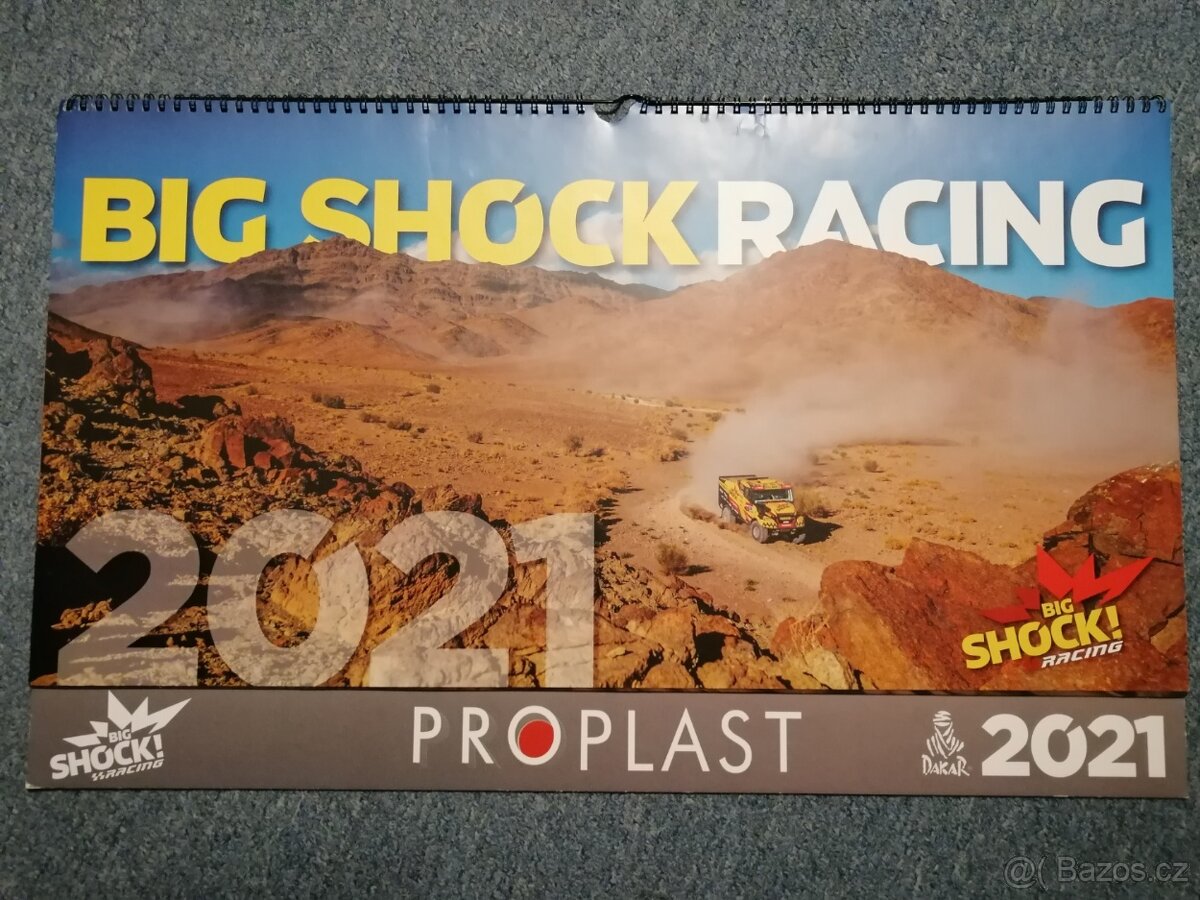 BIG SHOCK RACING
2021
BIG
SHOCK!
RACING
BIG
SHOCK!
RACING
PROPLAST
DAKAR
2021
@( Bazos.cz